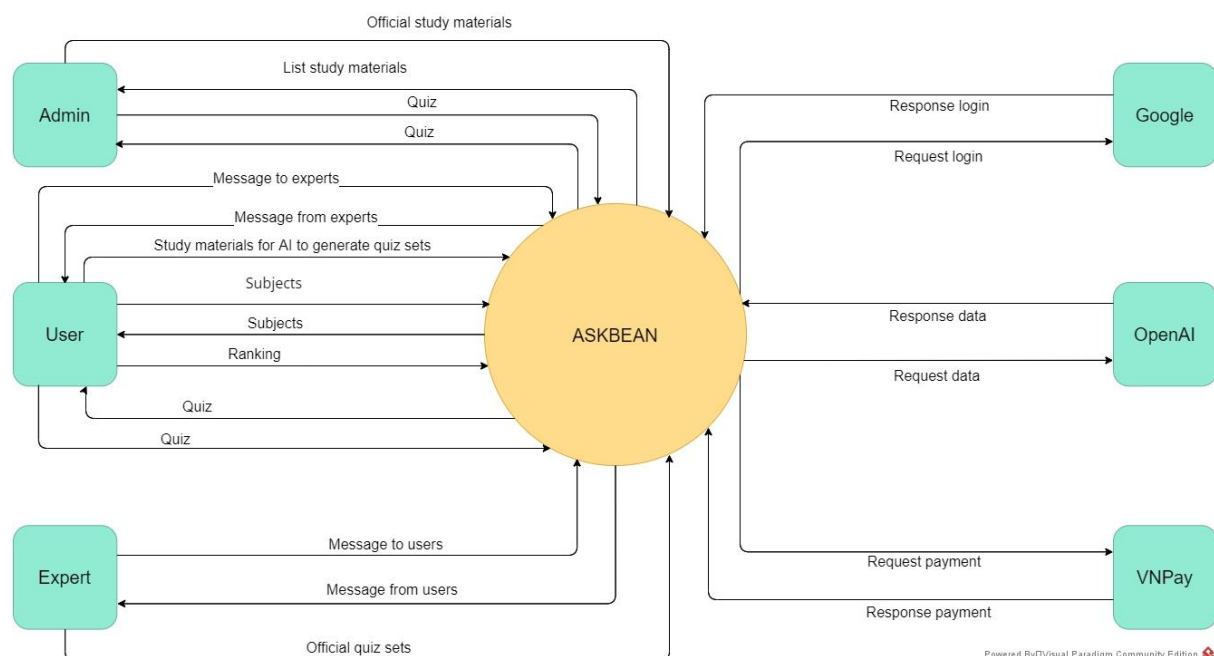 Official study materials
List study materials
Admin
Quiz
Quiz
Response login
Google
Request login
Message to experts
Message from experts
Study materials for AI to generate quiz sets
Subjects
User
Subjects
Ranking
Quiz
Quiz
ASKBEAN
Response data
OpenAI
Request data
Message to users
Expert
Message from users
Official quiz sets
Request payment
VNPay
Response payment
Powered By▯Visual Paradigm Community Edition